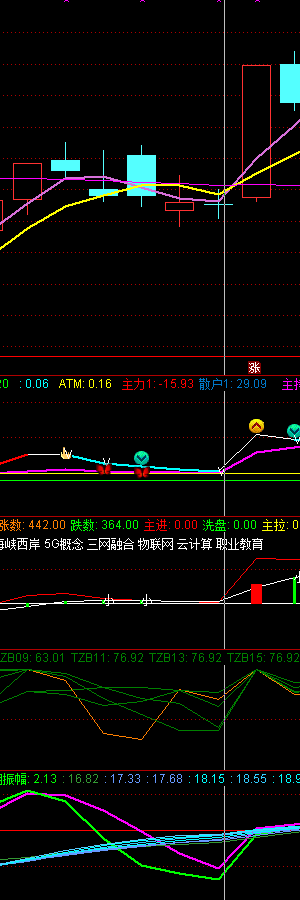 涨
20 : 0.06 ATM: 0.16 主力1: -15.93 散户1: 29.09 主持
涨数: 442.00 跌数: 364.00 主进: 0.00 洗盘: 0.00 主拉: 0
海峡西岸 5G概念 三网融合 物联网 云计算 职业教育
TZB09: 63.01 TZB11: 76.92 TZB13: 76.92 TZB15: 76.92
期振幅: 2.13 : 16.82 : 17.33 : 17.68 : 18.15 : 18.55 : 18.9